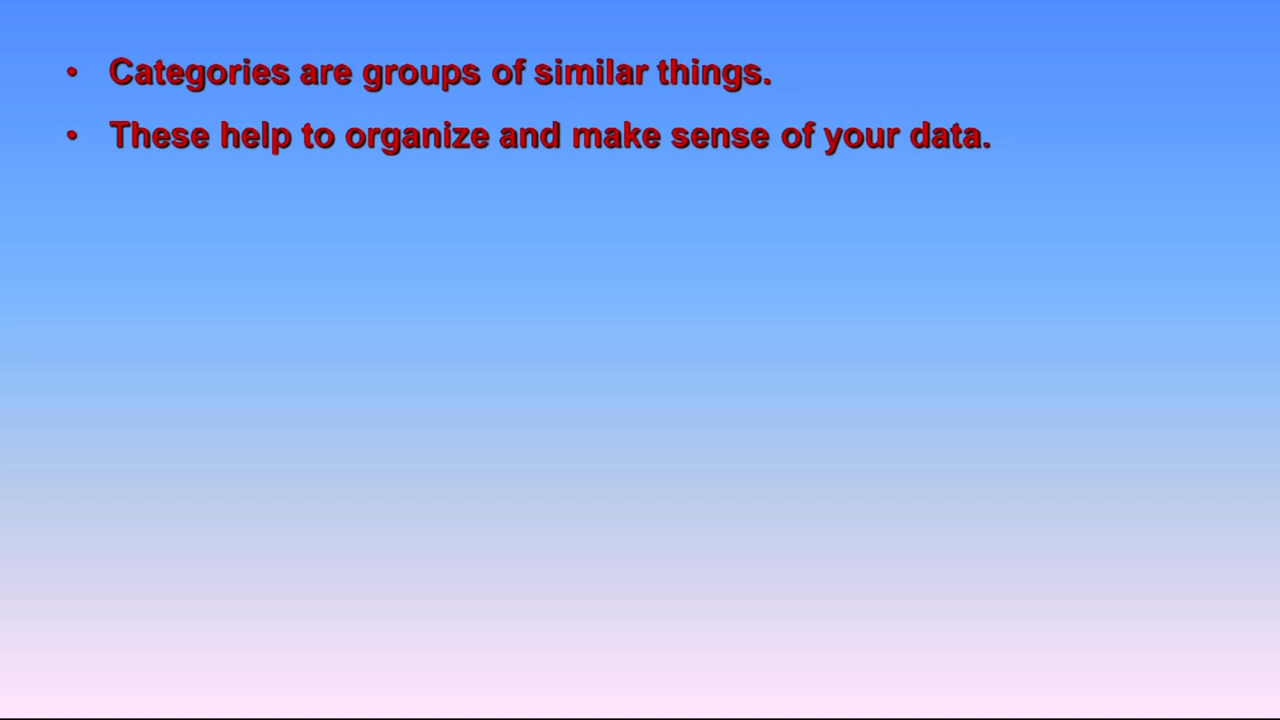 • Categories are groups of similar things.
• These help to organize and make sense of your data.